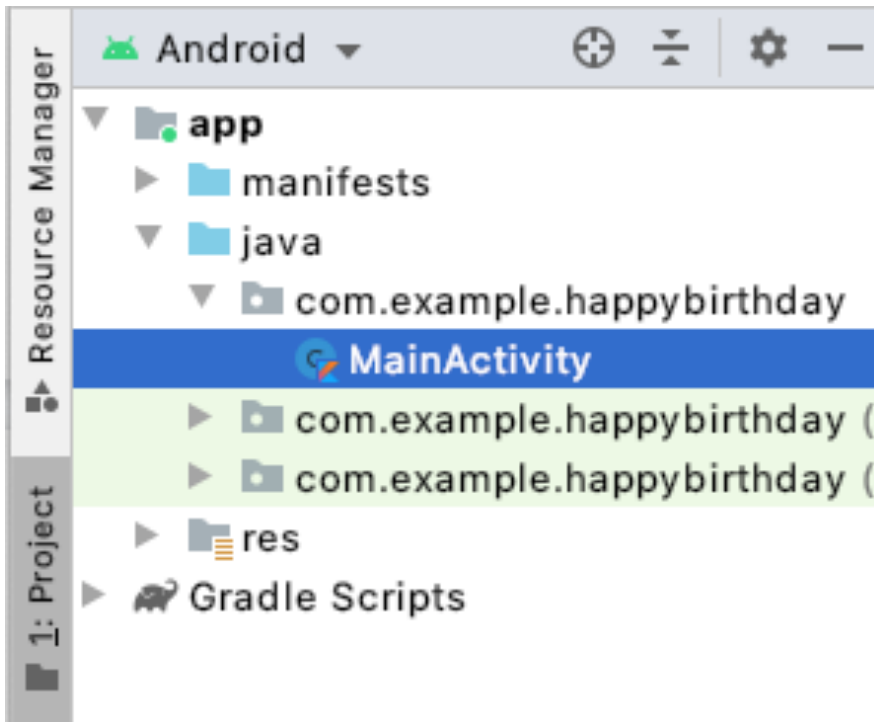 Android
app
manifests
java
com.example.happybirthday
MainActivity
com.example.happybirthday (
com.example.happybirthday (
res
Gradle Scripts
Resource Manager
1: Project